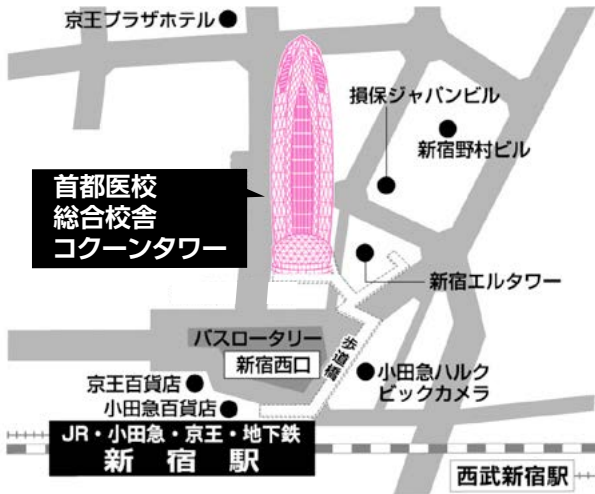 京王プラザホテル
損保ジャパンビル
新宿野村ビル
首都医校
総合校舎
コクーンタワー
新宿エルタワー
バスロータリー
新宿西口
歩道橋
京王百貨店
小田急ハルク
ビックカメラ
小田急百貨店
JR・小田急・京王・地下鉄
新宿駅
西武新宿駅